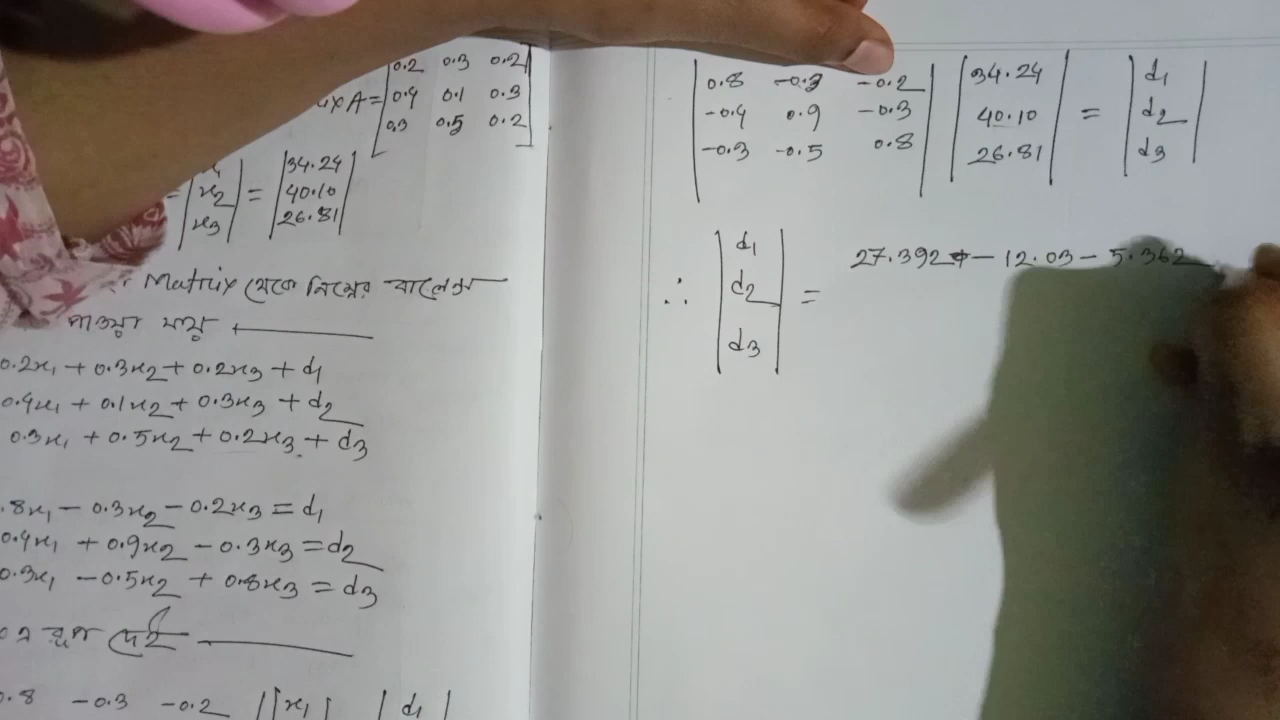 0.2 0.3 0.2
A = 0.4 0.1 0.3
0.3 0.5 0.2
x2 = 34.24
x3 40.10
26.81
Matrix থেকে নিম্নের ব্যালেন্স
পাওয়া যায়
0.2x1 + 0.3x2 + 0.2x3 + d1
0.4x1 + 0.1x2 + 0.3x3 + d2
0.3x1 + 0.5x2 + 0.2x3 + d3
.8x1 - 0.3x2 - 0.2x3 = d1
0.4x1 + 0.9x2 - 0.3x3 = d2
0.3x1 - 0.5x2 + 0.8x3 = d3
রূপ দেই
0.8 -0.3 -0.2 x1 d1
0.8 -0.3 -0.2 34.24 d1
-0.4 0.9 -0.3 40.10 = d2
-0.3 -0.5 0.8 26.81 d3
d1 27.392 - 12.03 - 5.362
∴ d2 =
d3